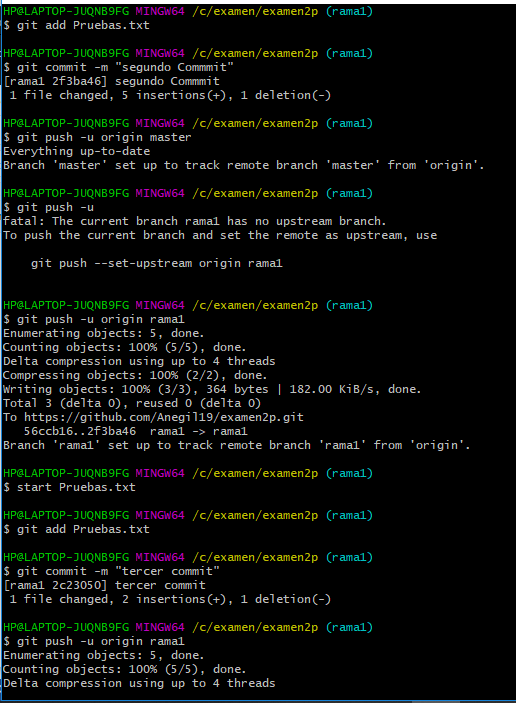 HP@LAPTOP-JUQNB9FG MINGW64 /c/examen/examen2p (rama1)
$ git add Pruebas.txt
HP@LAPTOP-JUQNB9FG MINGW64 /c/examen/examen2p (rama1)
$ git commit -m "segundo Commmit"
[rama1 2f3ba46] segundo Commmit
1 file changed, 5 insertions(+), 1 deletion(-)
HP@LAPTOP-JUQNB9FG MINGW64 /c/examen/examen2p (rama1)
$ git push -u origin master
Everything up-to-date
Branch 'master' set up to track remote branch 'master' from 'origin'.
HP@LAPTOP-JUQNB9FG MINGW64 /c/examen/examen2p (rama1)
$ git push -u
fatal: The current branch rama1 has no upstream branch.
To push the current branch and set the remote as upstream, use
git push --set-upstream origin rama1
HP@LAPTOP-JUQNB9FG MINGW64 /c/examen/examen2p (rama1)
$ git push -u origin rama1
Enumerating objects: 5, done.
Counting objects: 100% (5/5), done.
Delta compression using up to 4 threads
Compressing objects: 100% (2/2), done.
Writing objects: 100% (3/3), 364 bytes | 182.00 KiB/s, done.
Total 3 (delta 0), reused 0 (delta 0)
To https://github.com/Anegil19/examen2p.git
56ccb16..2f3ba46  rama1 -> rama1
Branch 'rama1' set up to track remote branch 'rama1' from 'origin'.
HP@LAPTOP-JUQNB9FG MINGW64 /c/examen/examen2p (rama1)
$ start Pruebas.txt
HP@LAPTOP-JUQNB9FG MINGW64 /c/examen/examen2p (rama1)
$ git add Pruebas.txt
HP@LAPTOP-JUQNB9FG MINGW64 /c/examen/examen2p (rama1)
$ git commit -m "tercer commit"
[rama1 2c23050] tercer commit
1 file changed, 2 insertions(+), 1 deletion(-)
HP@LAPTOP-JUQNB9FG MINGW64 /c/examen/examen2p (rama1)
$ git push -u origin rama1
Enumerating objects: 5, done.
Counting objects: 100% (5/5), done.
Delta compression using up to 4 threads